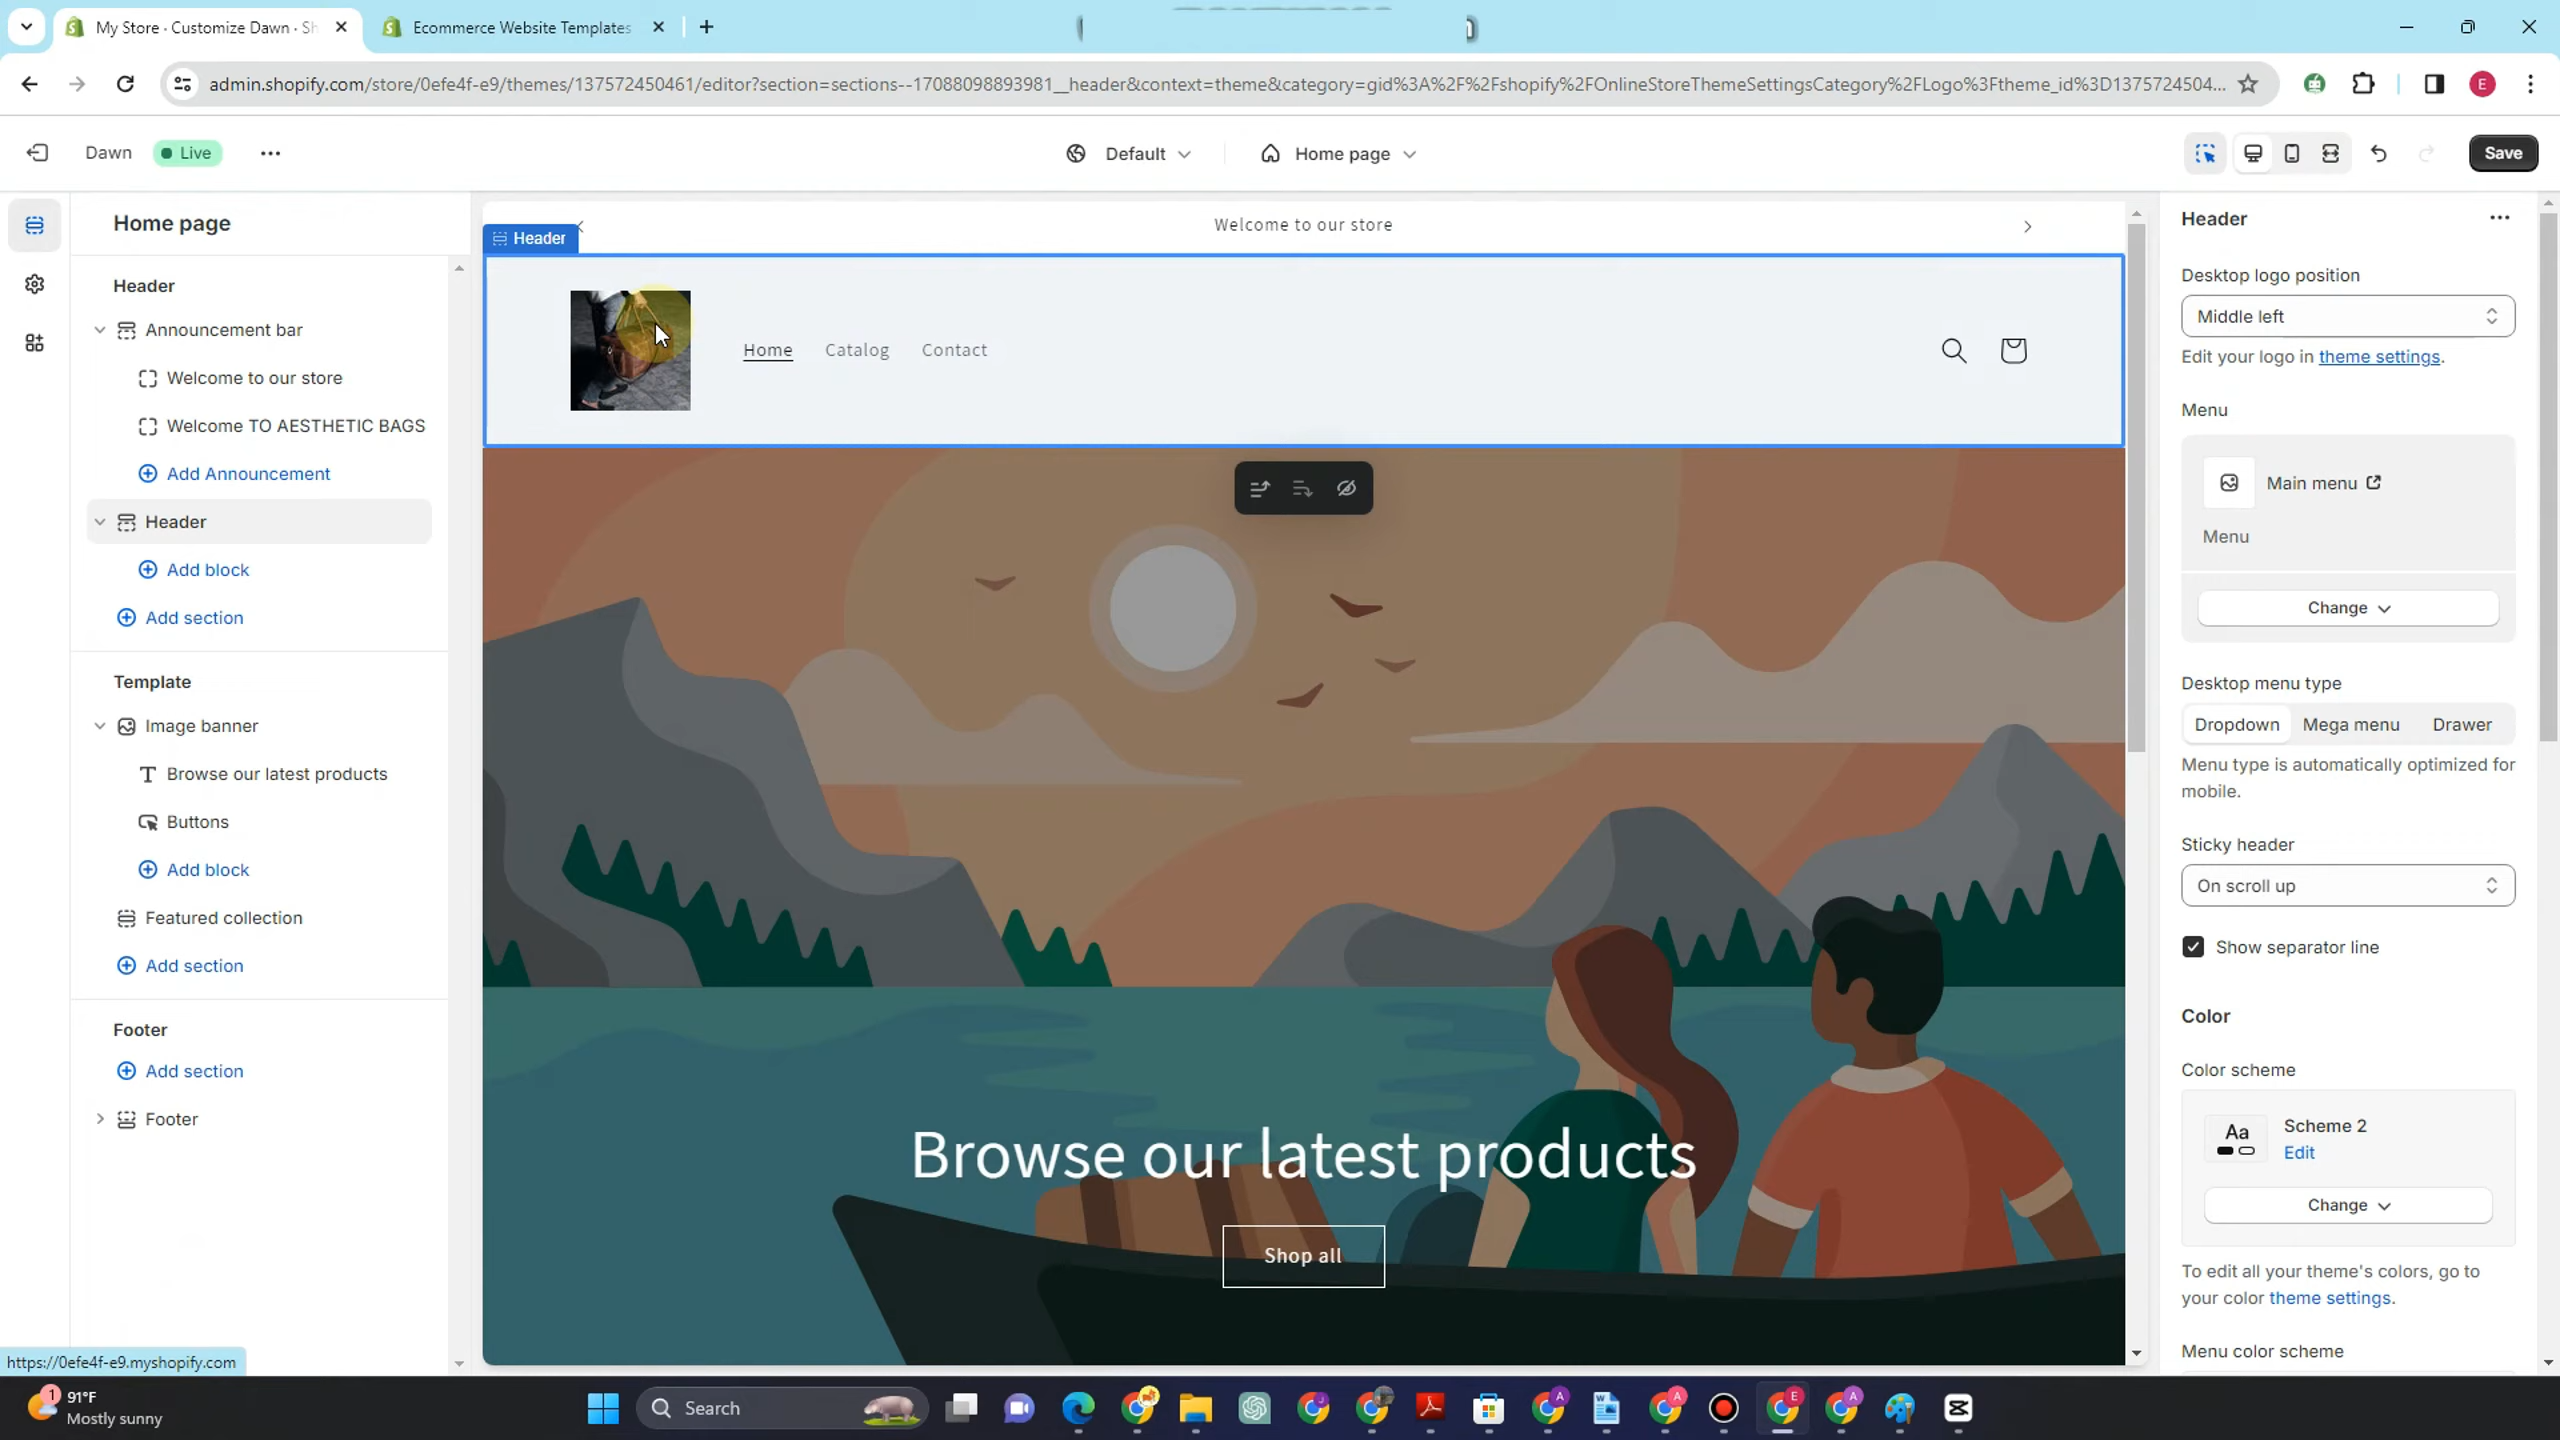 My Store · Customize Dawn · Sh
Ecommerce Website Templates
admin.shopify.com/store/0efe4f-e9/themes/137572450461/editor?section=sections--17088098893981__header&context=theme&category=gid%3A%2F%2Fshopify%2FOnlineStoreThemeSettingsCategory%2FLogo%3Ftheme_id%3D1375724504...
E
Dawn
Live
Default
Home page
Save
Home page
Header
Announcement bar
Welcome to our store
Welcome TO AESTHETIC BAGS
Add Announcement
Header
Add block
Add section
Template
Image banner
Browse our latest products
Buttons
Add block
Featured collection
Add section
Footer
Add section
Footer
https://0efe4f-e9.myshopify.com
Welcome to our store
Header
Home
Catalog
Contact
Browse our latest products
Shop all
Header
Desktop logo position
Middle left
Edit your logo in theme settings.
Menu
Main menu
Menu
Change
Desktop menu type
Dropdown
Mega menu
Drawer
Menu type is automatically optimized for
mobile.
Sticky header
On scroll up
Show separator line
Color
Color scheme
Aa
Scheme 2
Edit
Change
To edit all your theme's colors, go to
your color theme settings.
Menu color scheme
1
91°F
Mostly sunny
Search
J
A
A
E
A